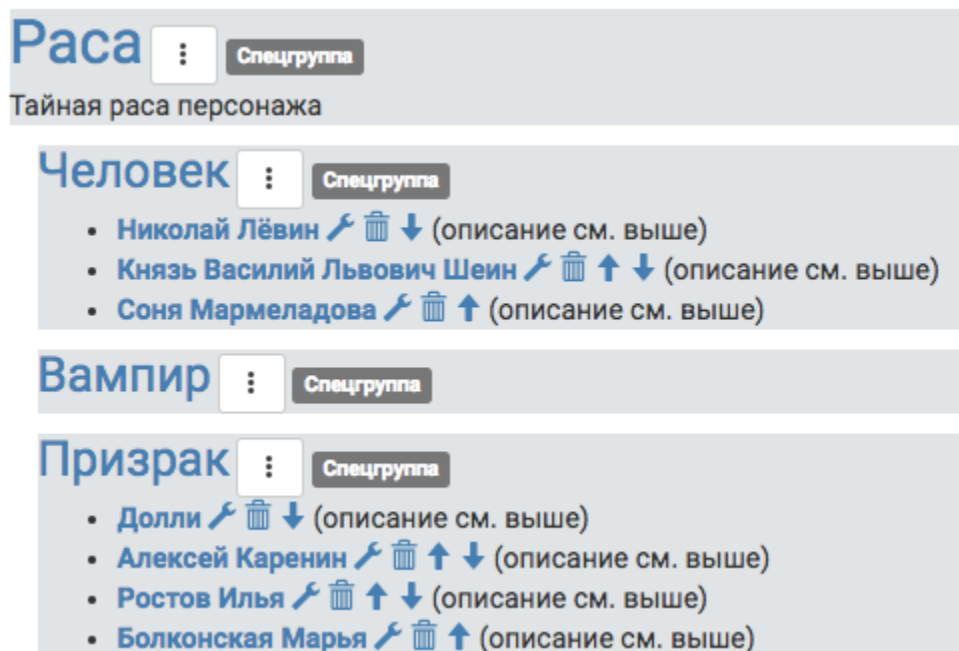 Раса Спецгруппа
Тайная раса персонажа
Человек Спецгруппа
• Николай Лёвин (описание см. выше)
• Князь Василий Львович Шеин (описание см. выше)
• Соня Мармеладова (описание см. выше)
Вампир Спецгруппа
Призрак Спецгруппа
• Долли (описание см. выше)
• Алексей Каренин (описание см. выше)
• Ростов Илья (описание см. выше)
• Болконская Марья (описание см. выше)